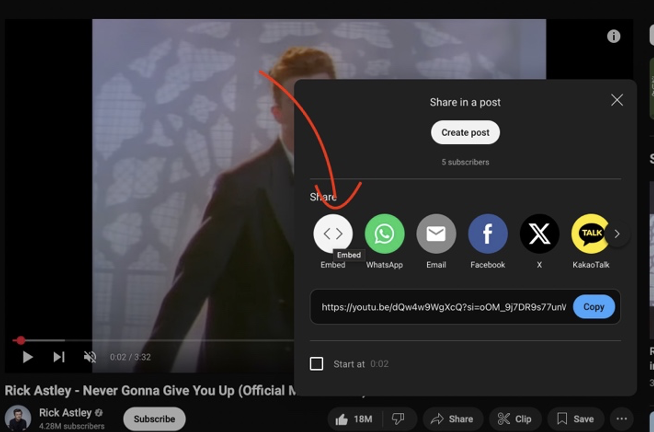 Share in a post
Create post
5 subscribers
Share
Embed
Embed WhatsApp Email Facebook X KakaoTalk
TALK
https://youtu.be/dQw4w9WgXcQ?si=oOM_9j7DR9s77un
Copy
Start at 0:02
0:02 / 3:32
Rick Astley - Never Gonna Give You Up (Official M
Rick Astley
4.28M subscribers
Subscribe
18M
Share
Clip
Save